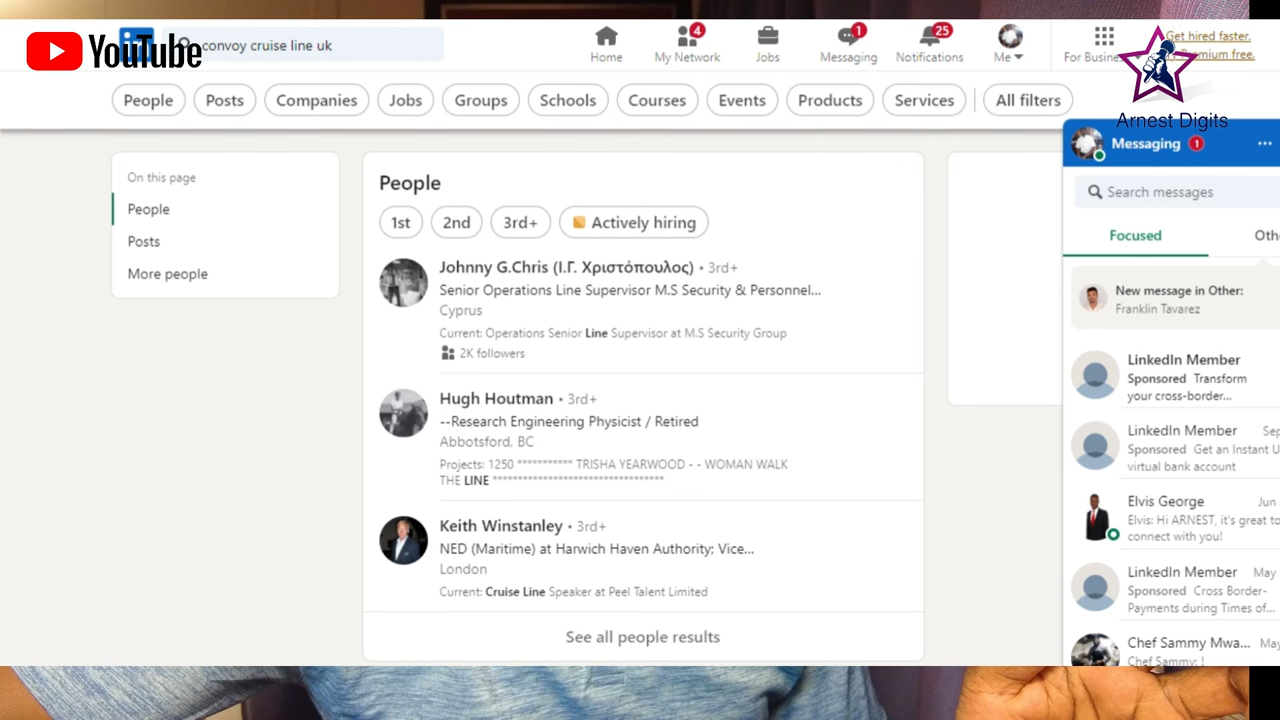 YouTube
convoy cruise line uk
Home
4
My Network
Jobs
1
Messaging
25
Notifications
Me
For Busine
Get hired faster.
Premium free.
Arnest Digits
People
Posts
Companies
Jobs
Groups
Schools
Courses
Events
Products
Services
All filters
On this page
People
Posts
More people
People
1st
2nd
3rd+
Actively hiring
Johnny G.Chris (Ι.Γ. Χριστόπουλος) • 3rd+
Senior Operations Line Supervisor M.S Security & Personnel...
Cyprus
Current: Operations Senior Line Supervisor at M.S Security Group
2K followers
Hugh Houtman • 3rd+
--Research Engineering Physicist / Retired
Abbotsford, BC
Projects: 1250 *********** TRISHA YEARWOOD - - WOMAN WALK
THE LINE **********************************
Keith Winstanley • 3rd+
NED (Maritime) at Harwich Haven Authority; Vice...
London
Current: Cruise Line Speaker at Peel Talent Limited
See all people results
Messaging 1
Search messages
Focused
Othe
New message in Other:
Franklin Tavarez
LinkedIn Member
Sponsored Transform
your cross-border...
LinkedIn Member Sep
Sponsored Get an Instant U
virtual bank account
Elvis George Jun
Elvis: Hi ARNEST, it's great to
connect with you!
LinkedIn Member May
Sponsored Cross Border-
Payments during Times of...
Chef Sammy Mwa... May
Chef Sammy: !